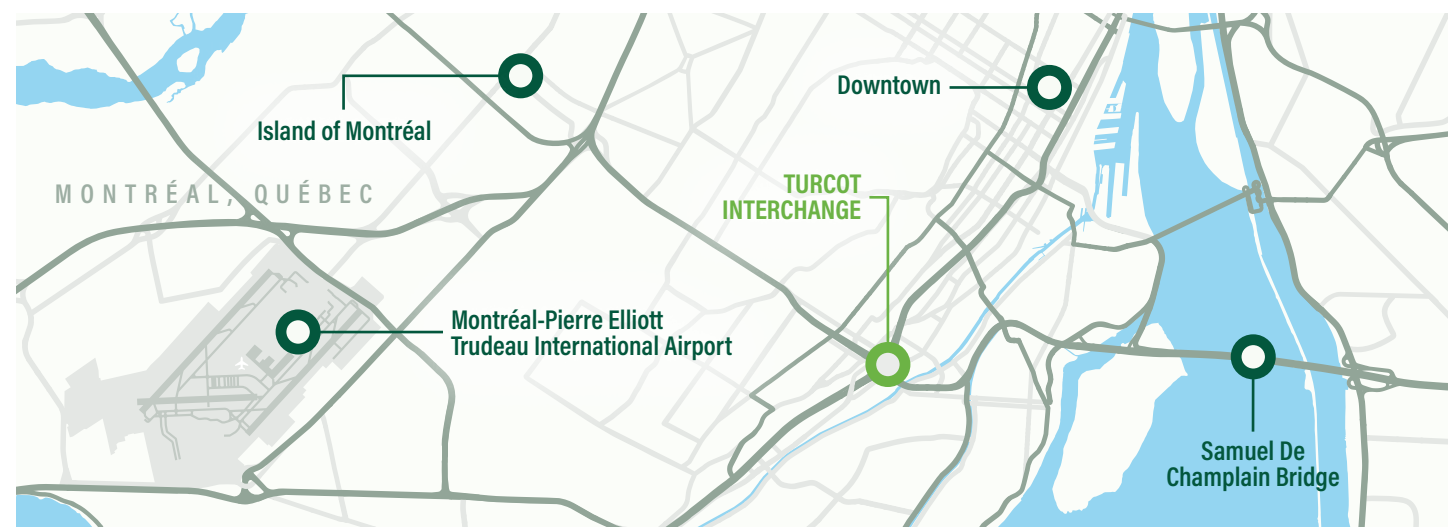 Downtown
Island of Montréal
MONTRÉAL, QUÉBEC
TURCOT
INTERCHANGE
Montréal-Pierre Elliott
Trudeau International Airport
Samuel De
Champlain Bridge